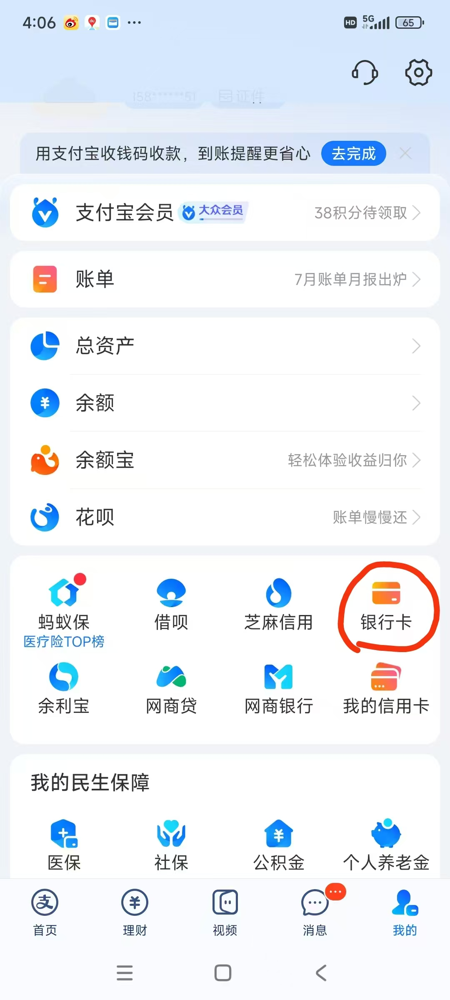 4:06
HD 5G 65
158******51 证件
用支付宝收钱码收款，到账提醒更省心 去完成
支付宝会员 大众会员 38积分待领取
账单 7月账单月报出炉
总资产
余额
余额宝 轻松体验收益归你
花呗 账单慢慢还
蚂蚁保 借呗 芝麻信用 银行卡
医疗险TOP榜
余利宝 网商贷 网商银行 我的信用卡
我的民生保障
医保 社保 公积金 个人养老金
首页 理财 视频 消息 我的